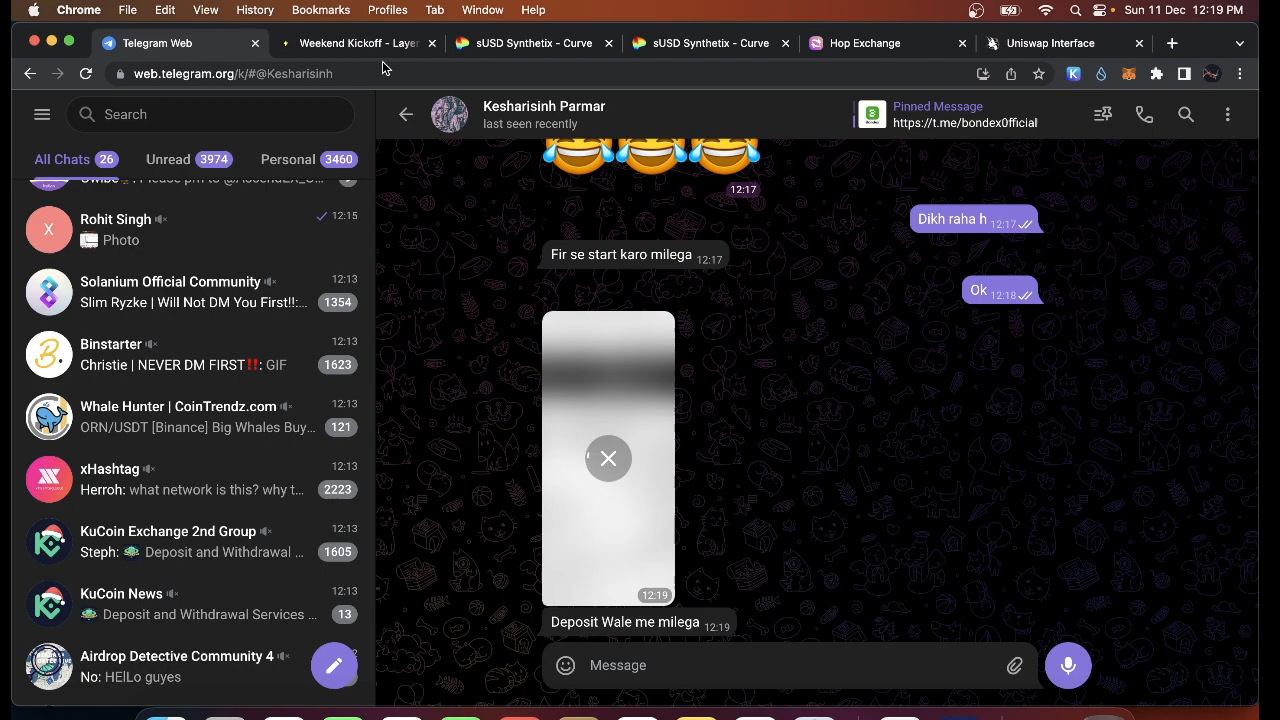 Chrome File Edit View History Bookmarks Profiles Tab Window Help Sun 11 Dec 12:19 PM
Telegram Web Weekend Kickoff - Laye sUSD Synthetix - Curve sUSD Synthetix - Curve Hop Exchange Uniswap Interface
web.telegram.org/k/#@Kesharisinh
Search
All Chats 26 Unread 3974 Personal 3460
Rohit Singh 12:15
Photo
Solanium Official Community 12:13
Slim Ryzke | Will Not DM You First!!: 1354
Binstarter 12:13
Christie | NEVER DM FIRST‼️: GIF 1623
Whale Hunter | CoinTrendz.com 12:13
ORN/USDT [Binance] Big Whales Buy... 121
xHashtag 12:13
Herroh: what network is this? why t... 2223
KuCoin Exchange 2nd Group 12:13
Steph: Deposit and Withdrawal ... 1605
KuCoin News 12:13
Deposit and Withdrawal Services ... 13
Airdrop Detective Community 4 12:13
No: HElLo guyes
Kesharisinh Parmar
last seen recently
Pinned Message
https://t.me/bondex0fficial
12:17
Dikh raha h 12:17
Fir se start karo milega 12:17
Ok 12:18
12:19
Deposit Wale me milega 12:19
Message